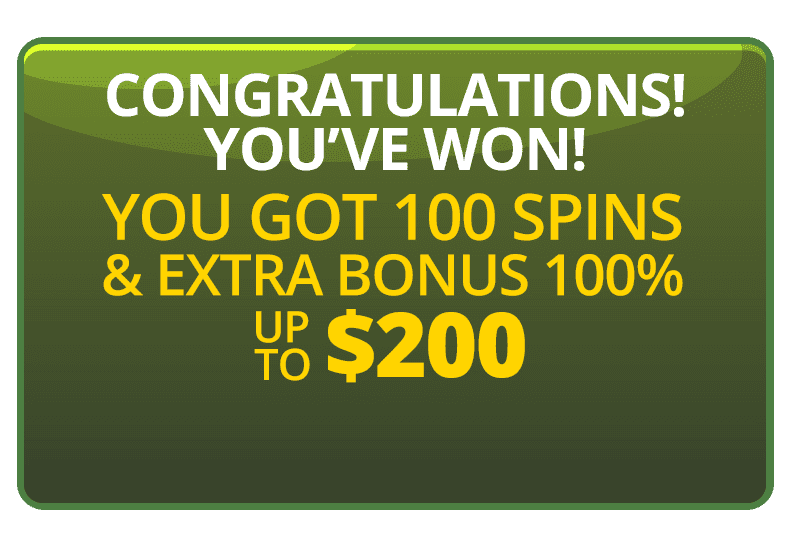 CONGRATULATIONS!
YOU'VE WON!
YOU GOT 100 SPINS
& EXTRA BONUS 100%
UP
TO $200